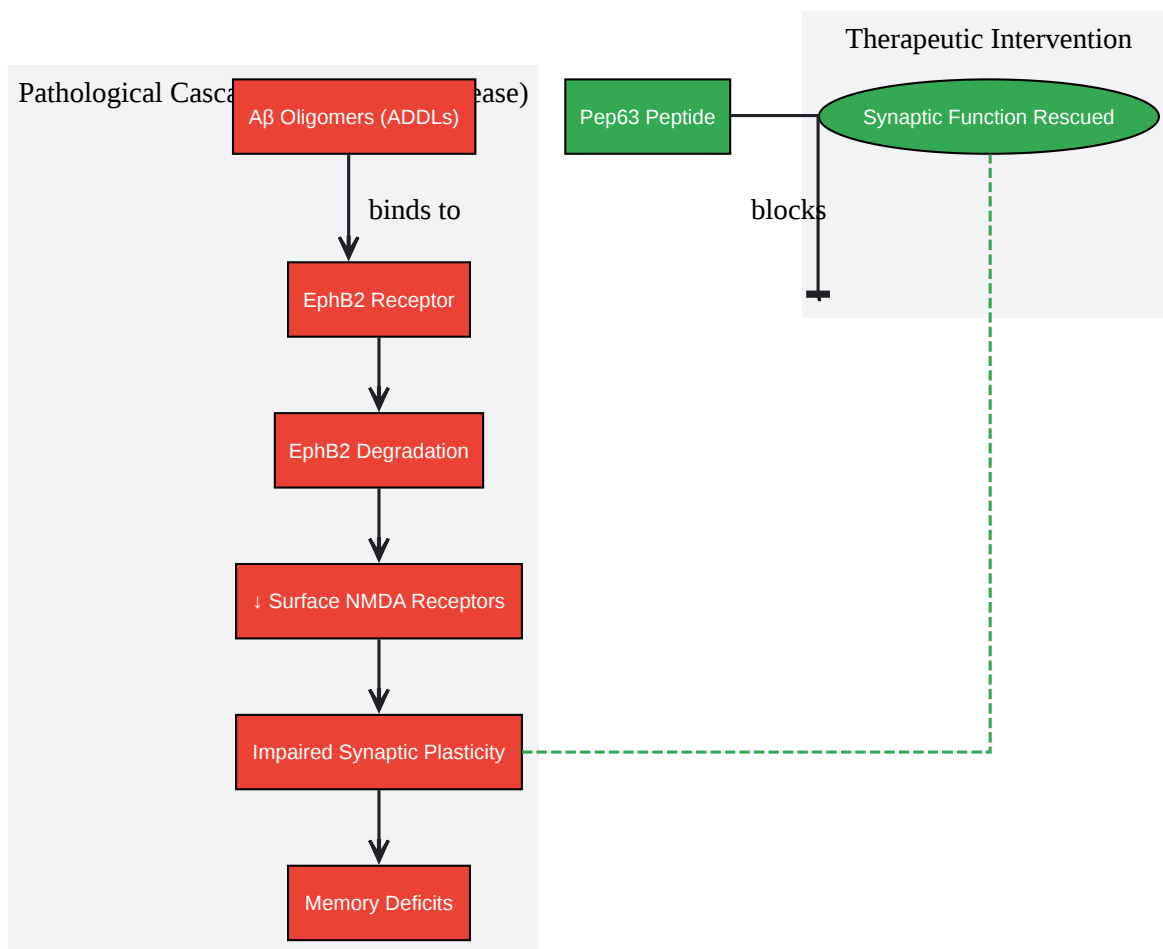 Therapeutic Intervention
Pathological Casca ease)
Aβ Oligomers (ADDLs)
Pep63 Peptide
Synaptic Function Rescued
binds to
blocks
EphB2 Receptor
EphB2 Degradation
↓ Surface NMDA Receptors
Impaired Synaptic Plasticity
Memory Deficits